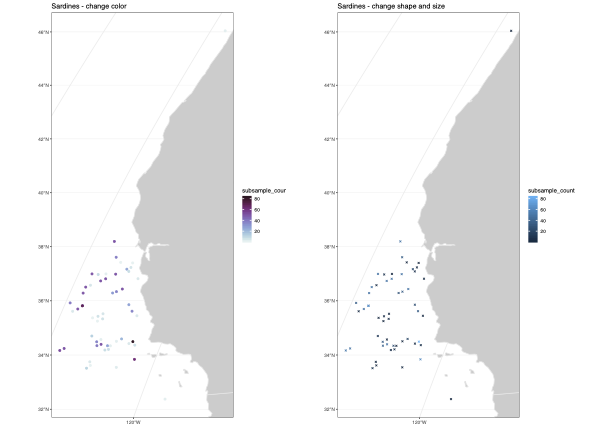 Sardines - change color
46°N
44°N
42°N
40°N
38°N
36°N
34°N
32°N
120°W
subsample_cour
80
60
40
20
Sardines - change shape and size
46°N
44°N
42°N
40°N
38°N
36°N
34°N
32°N
120°W
subsample_count
80
60
40
20